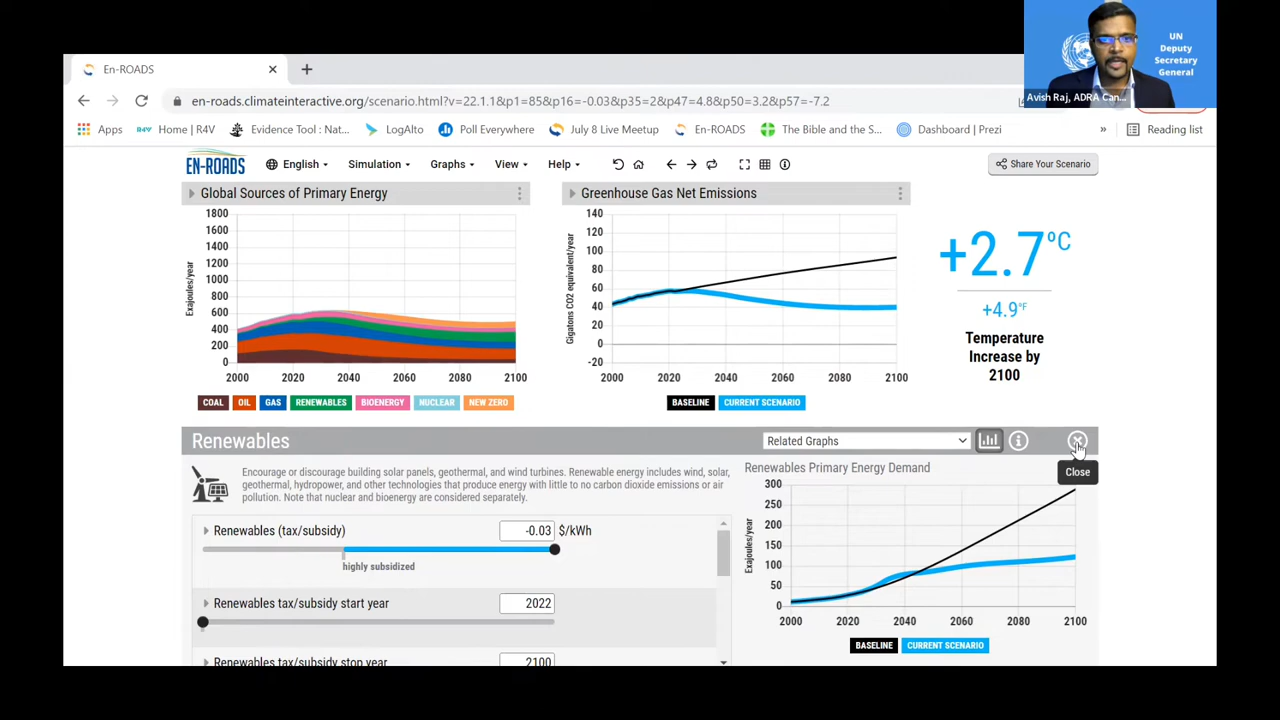 En-ROADS
en-roads.climateinteractive.org/scenario.html?v=22.1.1&p1=85&p16=-0.03&p35=2&p47=4.8&p50=3.2&p57=-7.2
UN
Deputy
Secretary
General
Avish Raj, ADRA Can...
Apps
R4V
Home | R4V
Evidence Tool : Nat...
LogAlto
Poll Everywhere
July 8 Live Meetup
En-ROADS
The Bible and the S...
Dashboard | Prezi
»
Reading list
EN-ROADS
English
Simulation
Graphs
View
Help
Share Your Scenario
Global Sources of Primary Energy
Exajoules/year
1800
1600
1400
1200
1000
800
600
400
200
0
2000 2020 2040 2060 2080 2100
COAL OIL GAS RENEWABLES BIOENERGY NUCLEAR NEW ZERO
Greenhouse Gas Net Emissions
Gigatons CO2 equivalent/year
140
120
100
80
60
40
20
0
-20
2000 2020 2040 2060 2080 2100
BASELINE CURRENT SCENARIO
+2.7°C
+4.9°F
Temperature
Increase by
2100
Renewables
Related Graphs
Close
Encourage or discourage building solar panels, geothermal, and wind turbines. Renewable energy includes wind, solar,
geothermal, hydropower, and other technologies that produce energy with little to no carbon dioxide emissions or air
pollution. Note that nuclear and bioenergy are considered separately.
Renewables (tax/subsidy) -0.03 $/kWh
highly subsidized
Renewables tax/subsidy start year 2022
Renewables tax/subsidy stop year 2100
Renewables Primary Energy Demand
Exajoules/year
300
250
200
150
100
50
0
2000 2020 2040 2060 2080 2100
BASELINE CURRENT SCENARIO